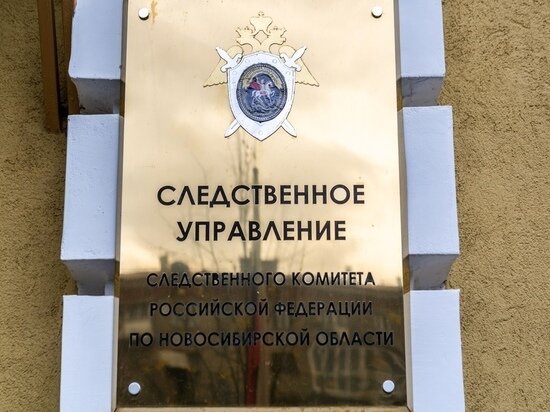 СЛЕДСТВЕННОЕ
УПРАВЛЕНИЕ
СЛЕДСТВЕННОГО КОМИТЕТА
РОССИЙСКОЙ ФЕДЕРАЦИИ
ПО НОВОСИБИРСКОЙ ОБЛАСТИ